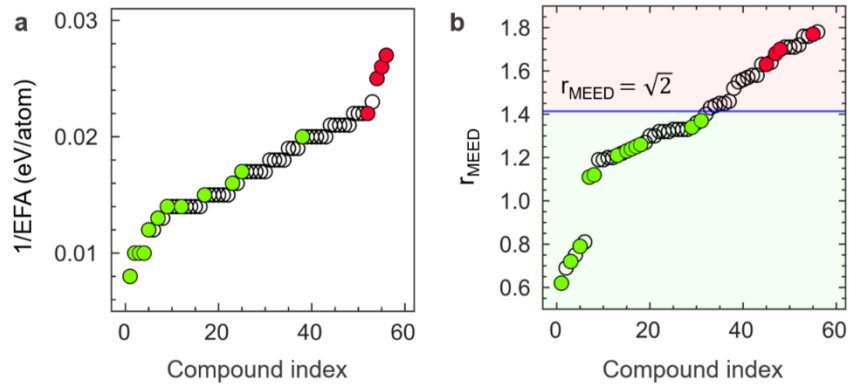 a
0.03
0.02
0.01
1/EFA (eV/atom)
0 20 40 60
Compound index
b
1.8
1.6
1.4
1.2
1.0
0.8
0.6
r_MEED
r_MEED = √2
0 20 40 60
Compound index